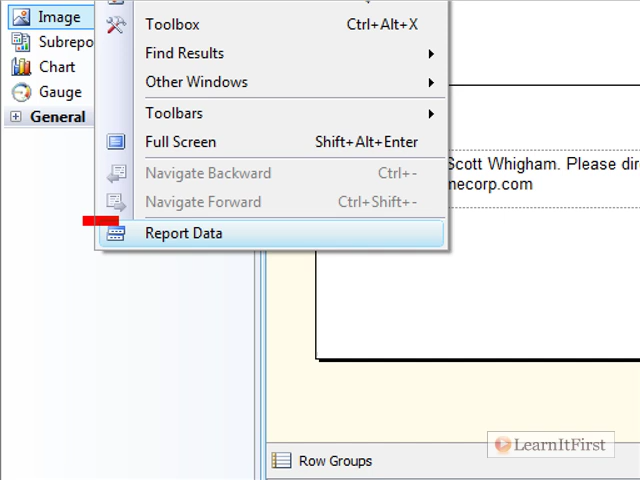 Image
Subrepo
Chart
Gauge
General
Toolbox Ctrl+Alt+X
Find Results
Other Windows
Toolbars
Full Screen Shift+Alt+Enter
Navigate Backward Ctrl+-
Navigate Forward Ctrl+Shift+-
Report Data
Scott Whigham. Please dir
mecorp.com
LearnItFirst
Row Groups